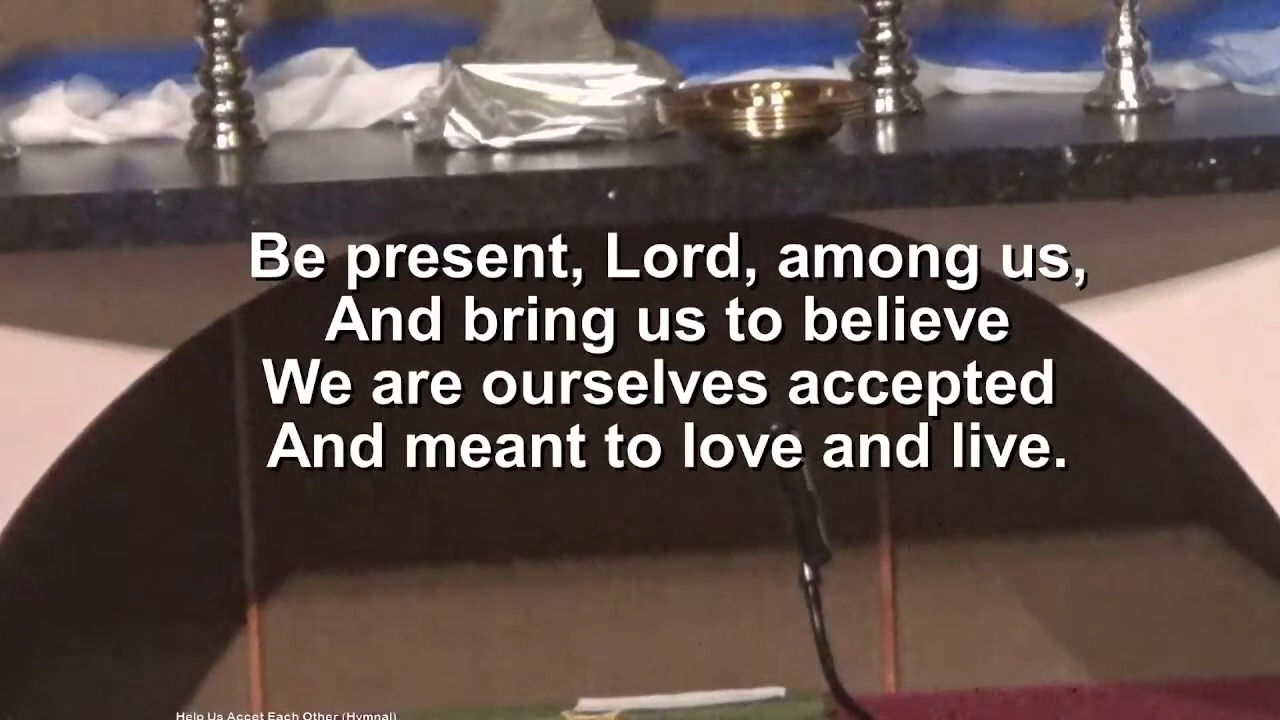 Be present, Lord, among us,
And bring us to believe
We are ourselves accepted
And meant to love and live.
Help Us Accet Each Other (Hymnal)